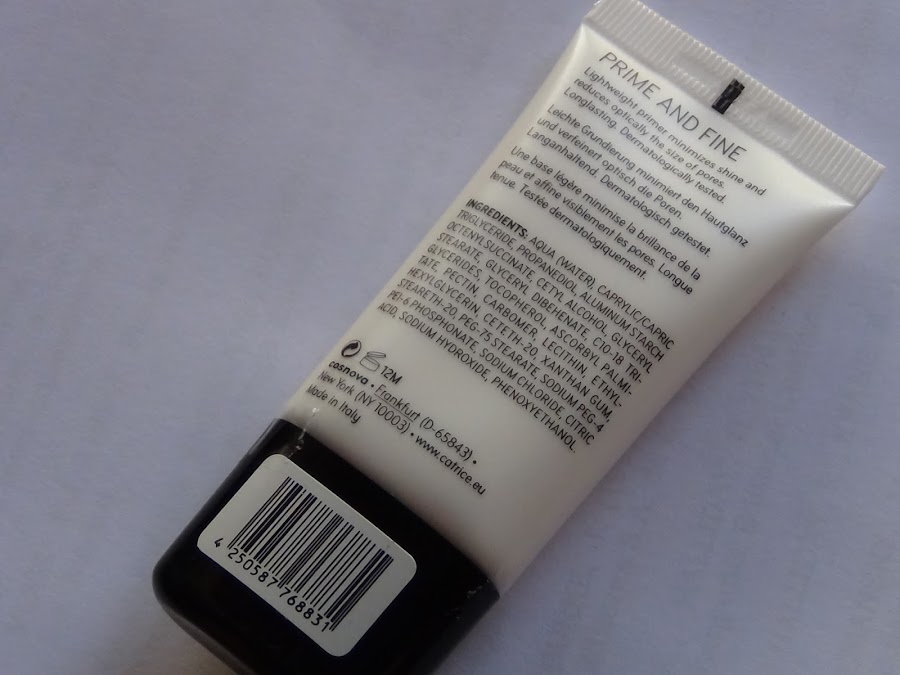 PRIME AND FINE
Lightweight primer minimizes shine and
reduces optically the size of pores.
Longlasting. Dermatologically tested.
Leichte Grundierung minimiert den Hautglanz
und verfeinert optisch die Poren.
Langanhaltend. Dermatologisch getestet.
Une base légère minimise la brillance de la
peau et affine visiblement les pores. Longue
tenue. Testée dermatologiquement.
INGREDIENTS: AQUA (WATER), CAPRYLIC/CAPRIC
TRIGLYCERIDE, PROPANEDIOL, ALUMINUM STARCH
OCTENYLSUCCINATE, CETYL ALCOHOL, GLYCERYL
STEARATE, GLYCERYL DIBEHENATE, C10-18 TRI-
GLYCERIDES, TOCOPHEROL, ASCORBYL PALMI-
TATE, PECTIN, CARBOMER, LECITHIN, ETHYL-
HEXYLGLYCERIN, CETETH-20, XANTHAN GUM,
STEARETH-20, PEG-75 STEARATE, SODIUM PEG-4
PEI-6 PHOSPHONATE, SODIUM CHLORIDE, CITRIC
ACID, SODIUM HYDROXIDE, PHENOXYETHANOL.
12M
cosnova • Frankfurt (D-65843) •
New York (NY 10003) • www.catrice.eu
Made in Italy
4 250587 768831